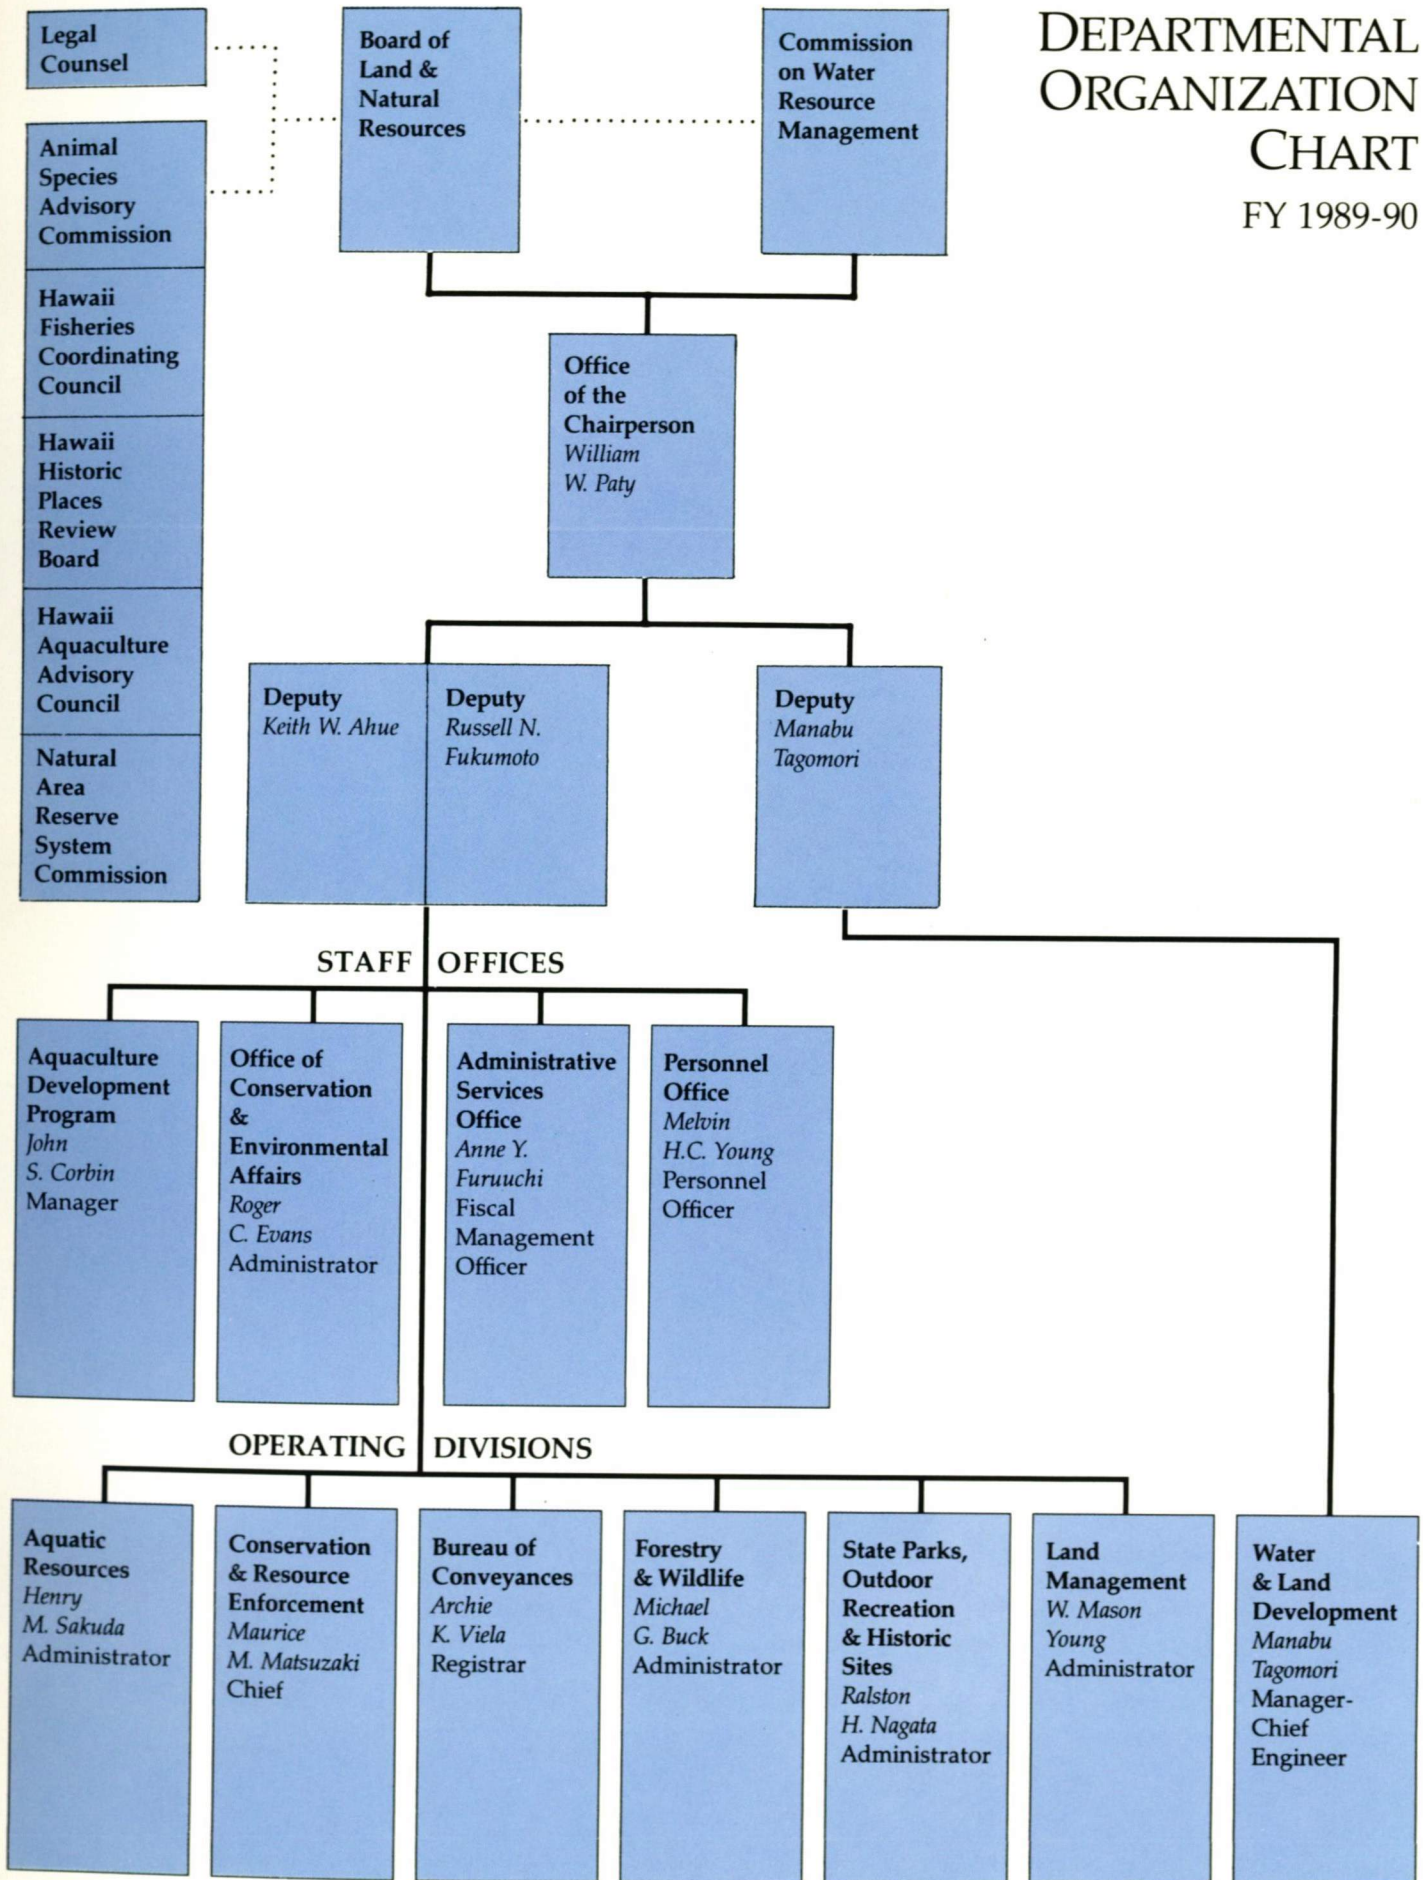 DEPARTMENTAL
ORGANIZATION
CHART
FY 1989-90
Legal
Counsel
Animal
Species
Advisory
Commission
Hawaii
Fisheries
Coordinating
Council
Hawaii
Historic
Places
Review
Board
Hawaii
Aquaculture
Advisory
Council
Natural
Area
Reserve
System
Commission
Board of
Land &
Natural
Resources
Commission
on Water
Resource
Management
Office
of the
Chairperson
William
W. Paty
Deputy
Keith W. Ahue
Deputy
Russell N.
Fukumoto
Deputy
Manabu
Tagomori
STAFF OFFICES
Aquaculture
Development
Program
John
S. Corbin
Manager
Office of
Conservation
&
Environmental
Affairs
Roger
C. Evans
Administrator
Administrative
Services
Office
Anne Y.
Furuuchi
Fiscal
Management
Officer
Personnel
Office
Melvin
H.C. Young
Personnel
Officer
OPERATING DIVISIONS
Aquatic
Resources
Henry
M. Sakuda
Administrator
Conservation
& Resource
Enforcement
Maurice
M. Matsuzaki
Chief
Bureau of
Conveyances
Archie
K. Viela
Registrar
Forestry
& Wildlife
Michael
G. Buck
Administrator
State Parks,
Outdoor
Recreation
& Historic
Sites
Ralston
H. Nagata
Administrator
Land
Management
W. Mason
Young
Administrator
Water
& Land
Development
Manabu
Tagomori
Manager-
Chief
Engineer